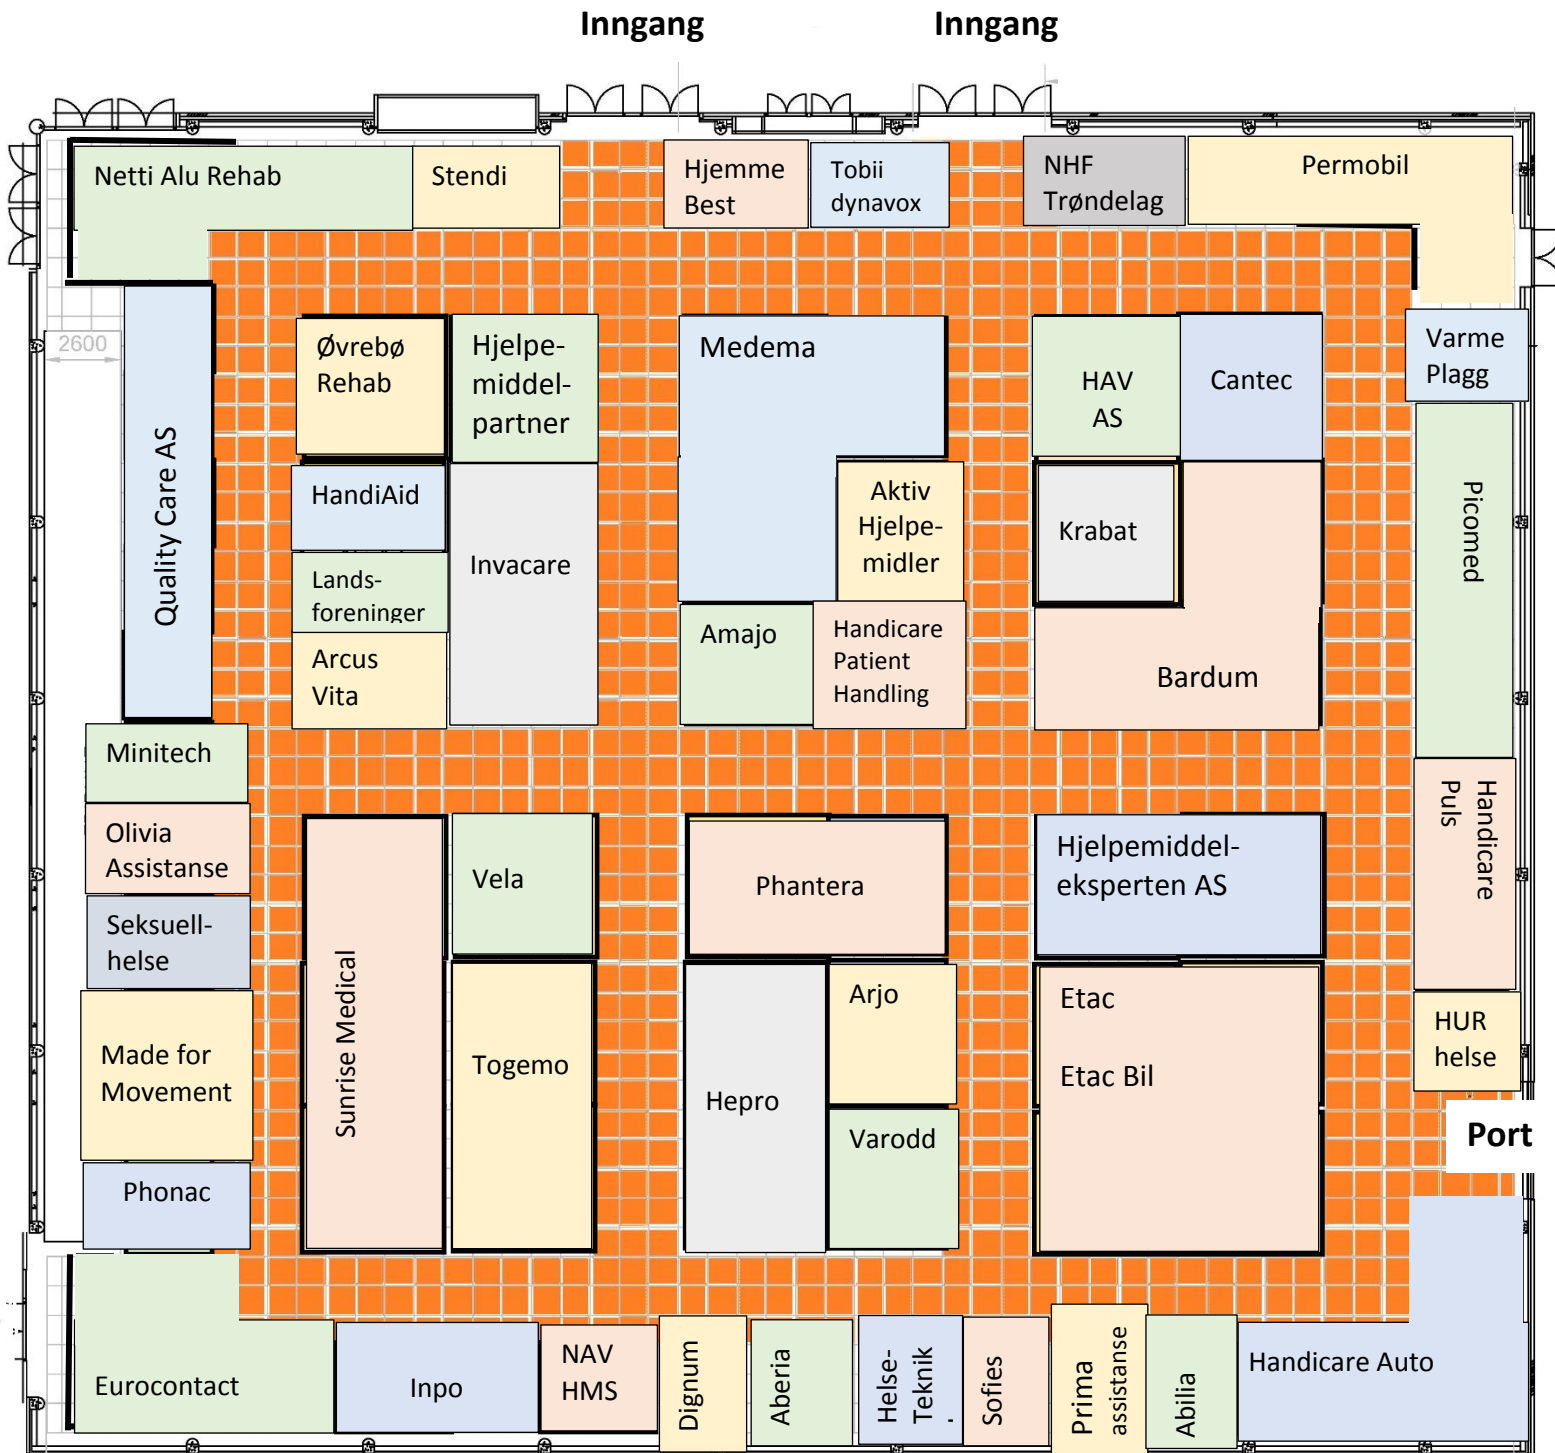 Inngang
Inngang
Netti Alu Rehab
Stendi
Hjemme
Best
Tobii
dynavox
NHF
Trøndelag
Permobil
2600
Quality Care AS
Øvrebø
Rehab
Hjelpe-
middel-
partner
Medema
HAV
AS
Cantec
Varme
Plagg
HandiAid
Invacare
Aktiv
Hjelpe-
midler
Krabat
Picomed
Lands-
foreninger
Arcus
Vita
Amajo
Handicare
Patient
Handling
Bardum
Minitech
Olivia
Assistanse
Seksuell-
helse
Made for
Movement
Phonac
Sunrise Medical
Vela
Togemo
Phantera
Hepro
Arjo
Varodd
Hjelpemiddel-
eksperten AS
Etac
Etac Bil
Handicare
Puls
HUR
helse
Port
Eurocontact
Inpo
NAV
HMS
Dignum
Aberia
Helse-
Teknik
Sofies
Prima
assistanse
Abilia
Handicare Auto